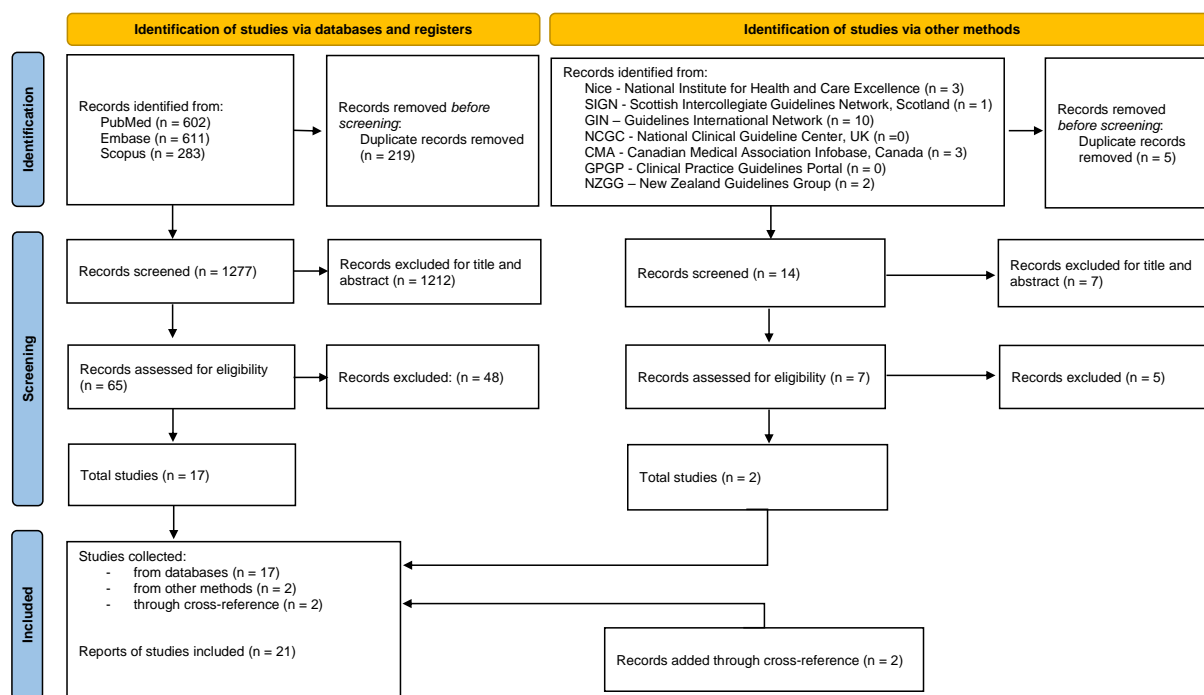 Identification of studies via databases and registers
Identification of studies via other methods
Identification
Records identified from:
PubMed (n = 602)
Embase (n = 611)
Scopus (n = 283)
Records removed before
screening:
Duplicate records removed
(n = 219)
Records identified from:
Nice - National Institute for Health and Care Excellence (n = 3)
SIGN - Scottish Intercollegiate Guidelines Network, Scotland (n = 1)
GIN – Guidelines International Network (n = 10)
NCGC - National Clinical Guideline Center, UK (n =0)
CMA - Canadian Medical Association Infobase, Canada (n = 3)
GPGP - Clinical Practice Guidelines Portal (n = 0)
NZGG – New Zealand Guidelines Group (n = 2)
Records removed
before screening:
Duplicate records
removed (n = 5)
Screening
Records screened (n = 1277)
Records excluded for title and
abstract (n = 1212)
Records screened (n = 14)
Records excluded for title and
abstract (n = 7)
Records assessed for eligibility
(n = 65)
Records excluded: (n = 48)
Records assessed for eligibility (n = 7)
Records excluded (n = 5)
Total studies (n = 17)
Total studies (n = 2)
Included
Studies collected:
- from databases (n = 17)
- from other methods (n = 2)
- through cross-reference (n = 2)
Reports of studies included (n = 21)
Records added through cross-reference (n = 2)